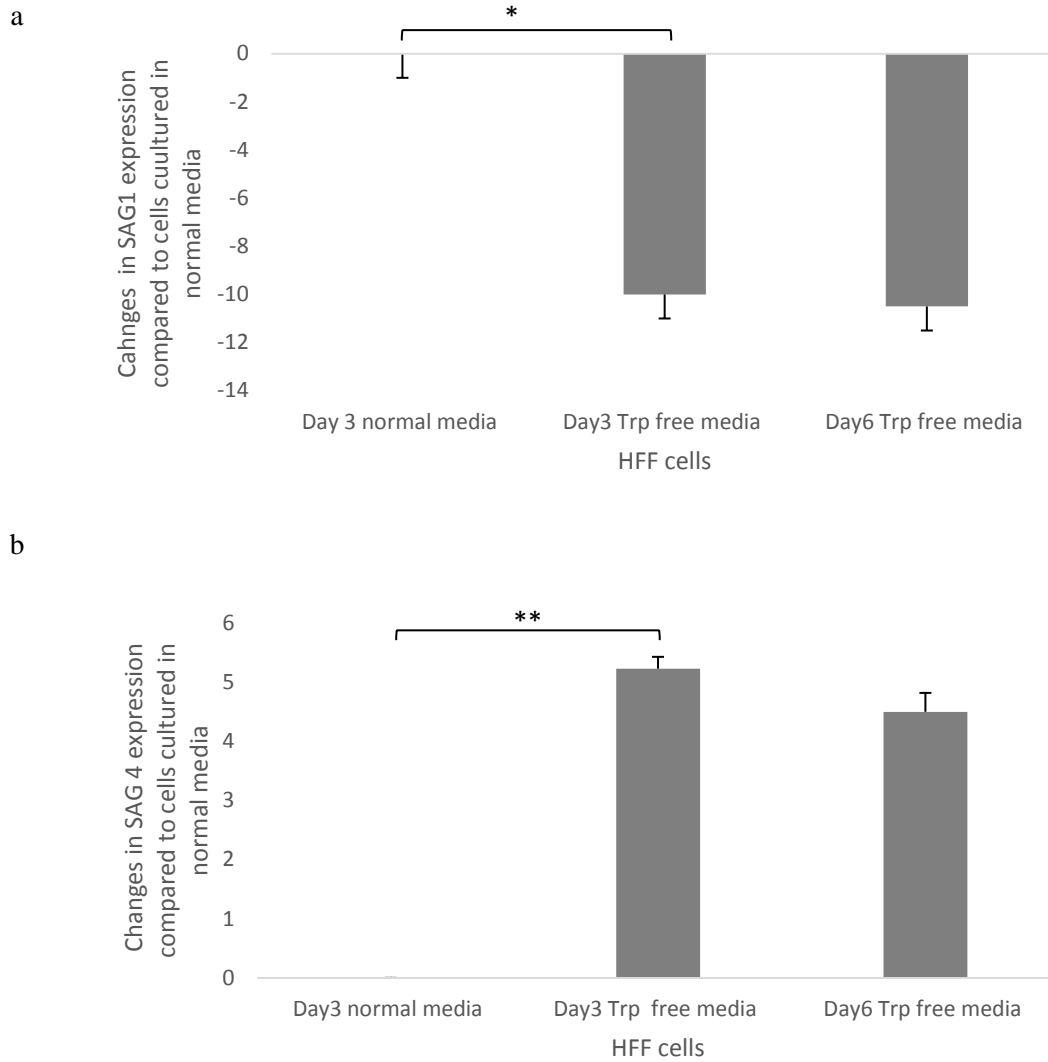 a
*
0
-2
-4
-6
-8
-10
-12
-14
Cahnges in SAG1 expression
compared to cells cuultured in
normal media
Day 3 normal media
Day3 Trp free media
Day6 Trp free media
HFF cells
b
**
6
5
4
3
2
1
0
Changes in SAG 4 expression
compared to cells cultured in
normal media
Day3 normal media
Day3 Trp free media
Day6 Trp free media
HFF cells